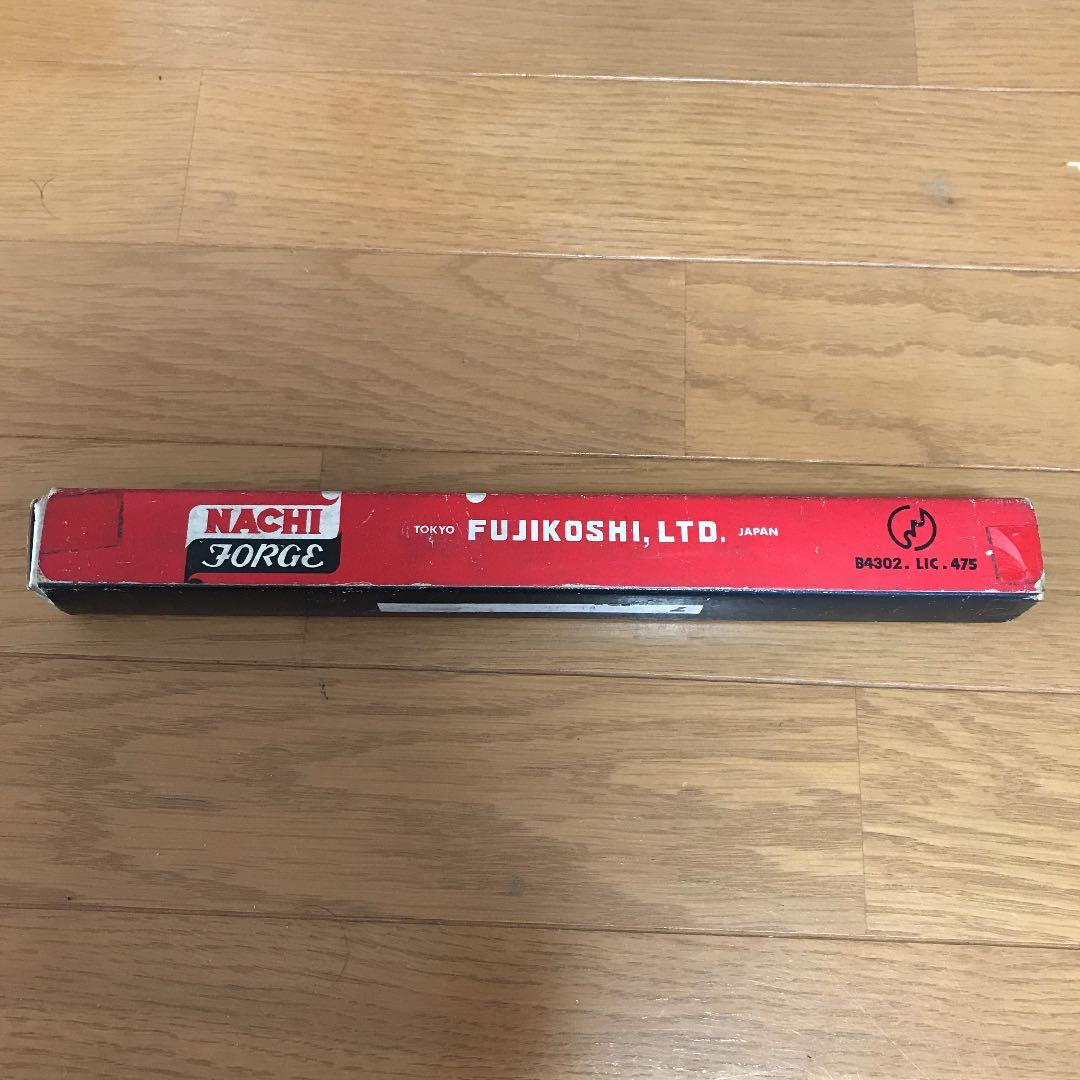 NACHI
FORGE
TOKYO FUJIKOSHI, LTD. JAPAN
B4302. LIC. 475